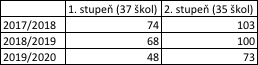 1. stupeň (37 škol) 2. stupeň (35 škol)
2017/2018 74 103
2018/2019 68 100
2019/2020 48 73